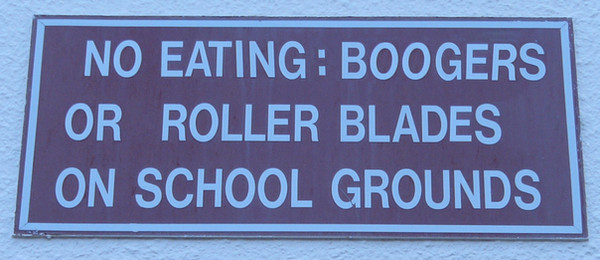 NO EATING: BOOGERS
OR ROLLER BLADES
ON SCHOOL GROUNDS